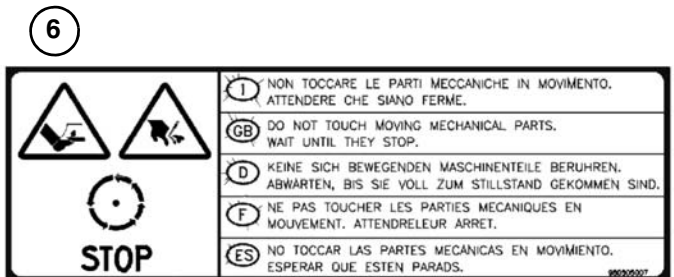 6
I NON TOCCARE LE PARTI MECCANICHE IN MOVIMENTO.
ATTENDERE CHE SIANO FERME.
GB DO NOT TOUCH MOVING MECHANICAL PARTS.
WAIT UNTIL THEY STOP.
D KEINE SICH BEWEGENDEN MASCHINENTEILE BERUHREN.
ABWARTEN, BIS SIE VOLL ZUM STILLSTAND GEKOMMEN SIND.
F NE PAS TOUCHER LES PARTIES MECANIQUES EN
MOUVEMENT. ATTENDRELEUR ARRET.
ES NO TOCCAR LAS PARTES MECÁNICAS EN MOVIMIENTO.
ESPERAR QUE ESTEN PARADS.
STOP